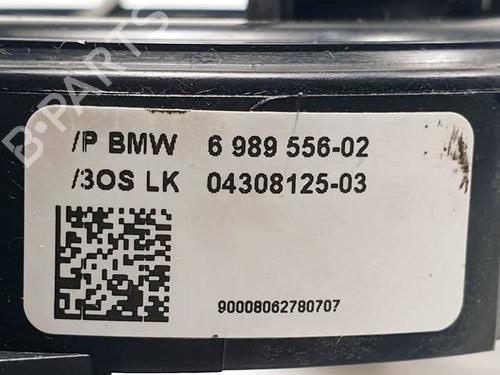 B-PARTS
/P BMW 6 989 556-02
/3OS LK 04308125-03
90008062780707